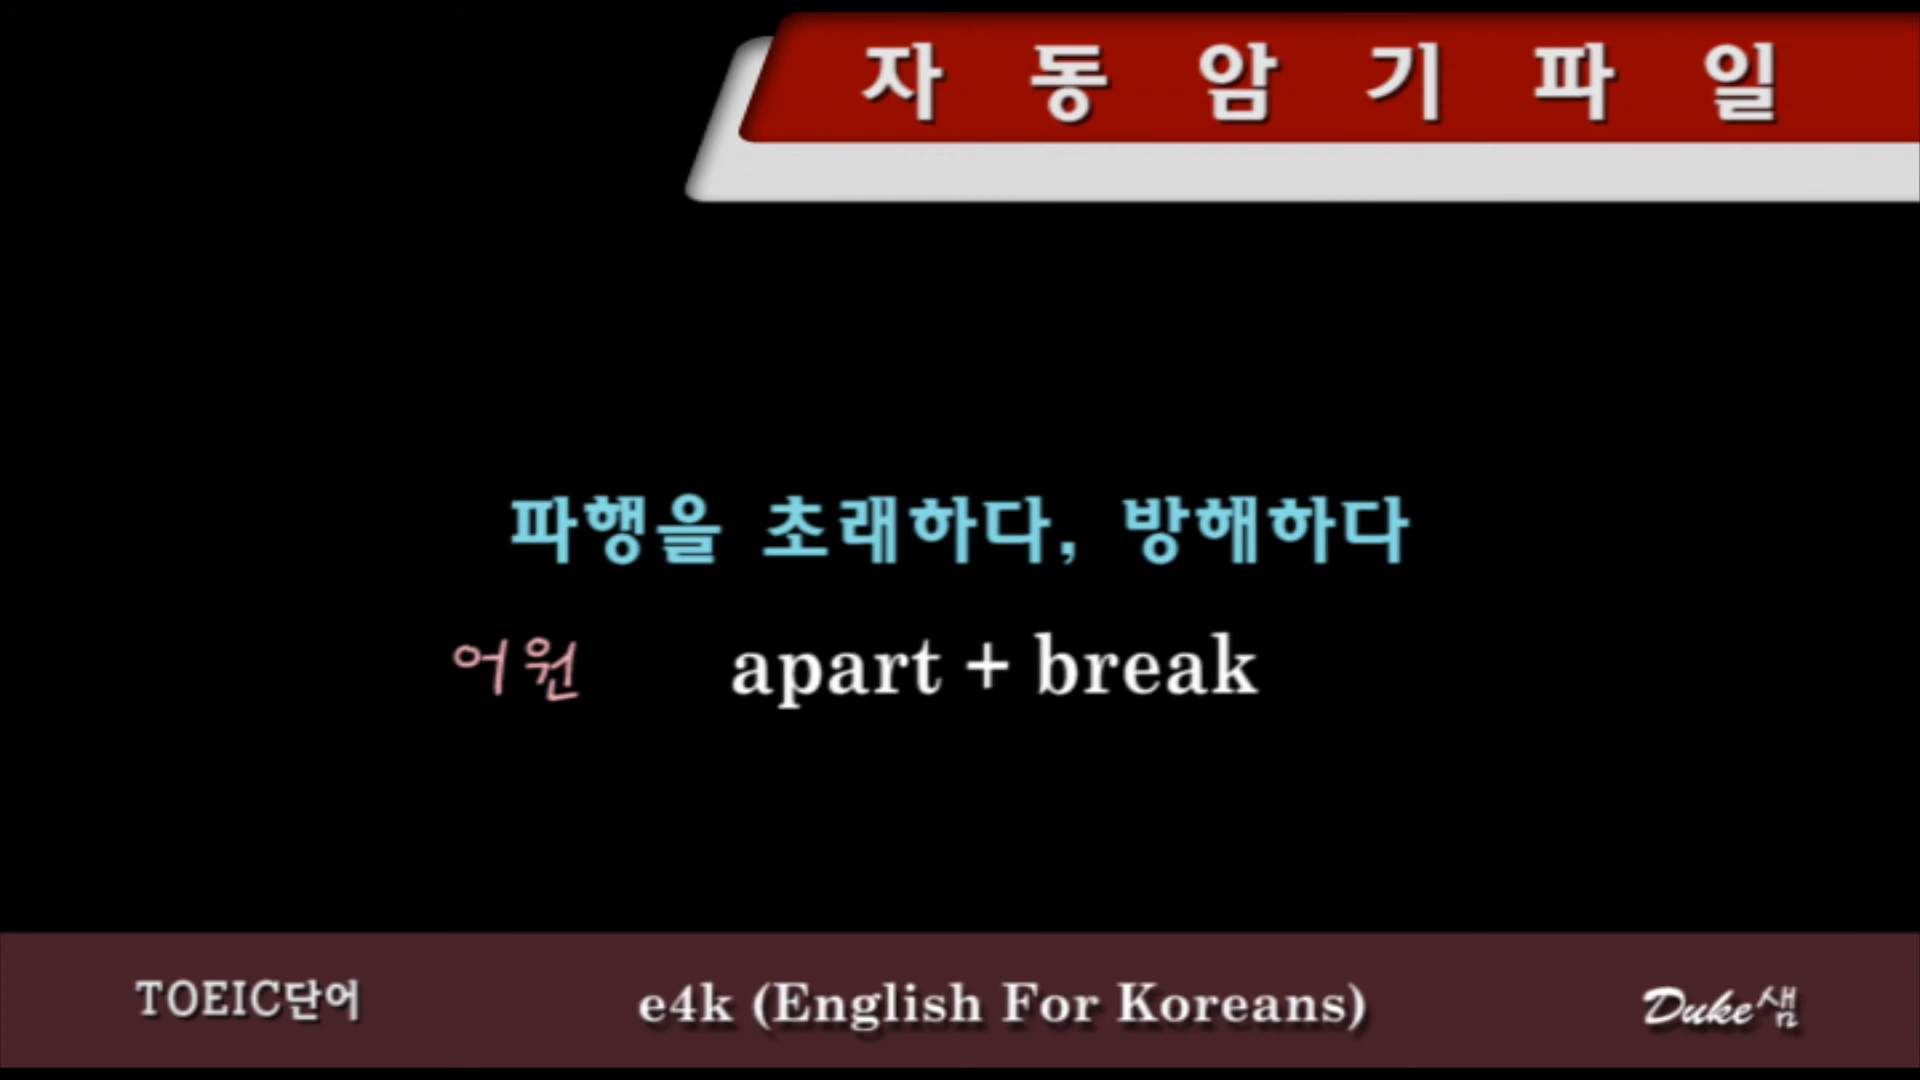 자동암기파일
파행을 초래하다, 방해하다
어원 apart + break
TOEIC단어 e4k (English For Koreans) Duke샘